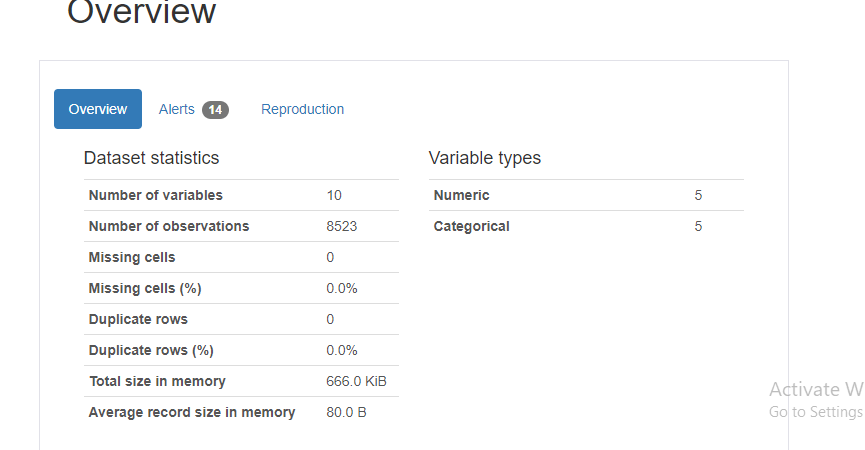 Overview
Overview Alerts 14 Reproduction
Dataset statistics
Number of variables 10
Number of observations 8523
Missing cells 0
Missing cells (%) 0.0%
Duplicate rows 0
Duplicate rows (%) 0.0%
Total size in memory 666.0 KiB
Average record size in memory 80.0 B
Variable types
Numeric 5
Categorical 5
Activate W
Go to Settings